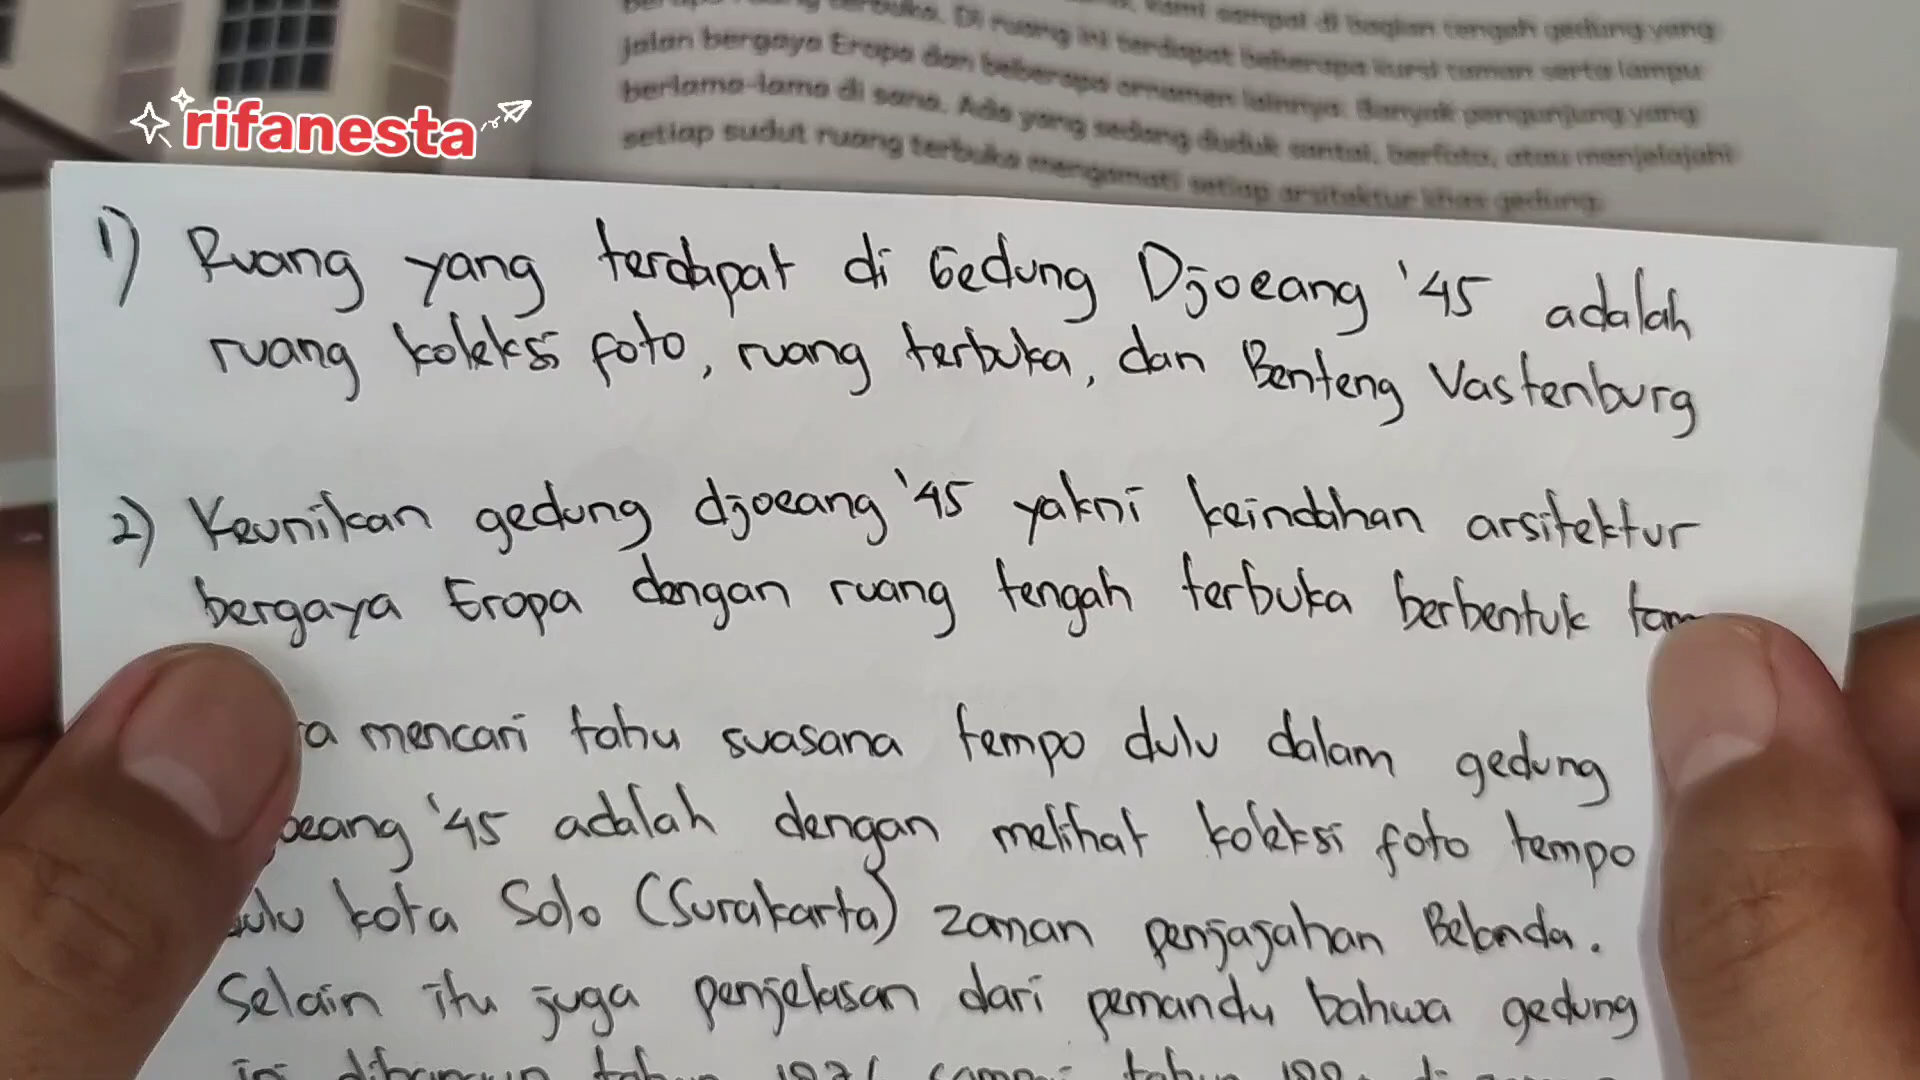 rifanesta
jalan bergaya Eropa dan beberapa ornamen lainnya. Banyak pengunjung yang
berlama-lama di sana. Ada yang sedang duduk santai, berfoto, atau menjelajahi
setiap sudut ruang terbuka mengamati setiap arsitektur khas gedung.
1) Ruang yang terdapat di Gedung Djoeang '45 adalah
ruang koleksi foto, ruang terbuka, dan Benteng Vastenburg
2) Keunikan gedung djoeang '45 yakni keindahan arsitektur
bergaya Eropa dengan ruang tengah terbuka berbentuk
mencari tahu suasana tempo dulu dalam gedung
'45 adalah dengan melihat koleksi foto tempo
kota Solo (Surakarta) zaman penjajahan Belanda.
Selain itu juga penjelasan dari pemandu bahwa gedung